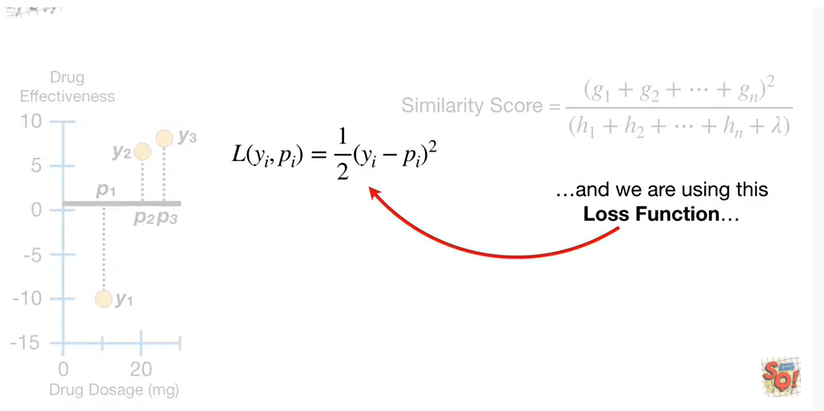 Drug
Effectiveness
10
5
0
-5
-10
-15
y₂
y₃
p₁
p₂p₃
y₁
0
20
Drug Dosage (mg)
L(yᵢ, pᵢ) = 1/2(yᵢ − pᵢ)²
Similarity Score = (g₁ + g₂ + ⋯ + gₙ)² / (h₁ + h₂ + ⋯ + hₙ + λ)
…and we are using this
Loss Function…
SQ!